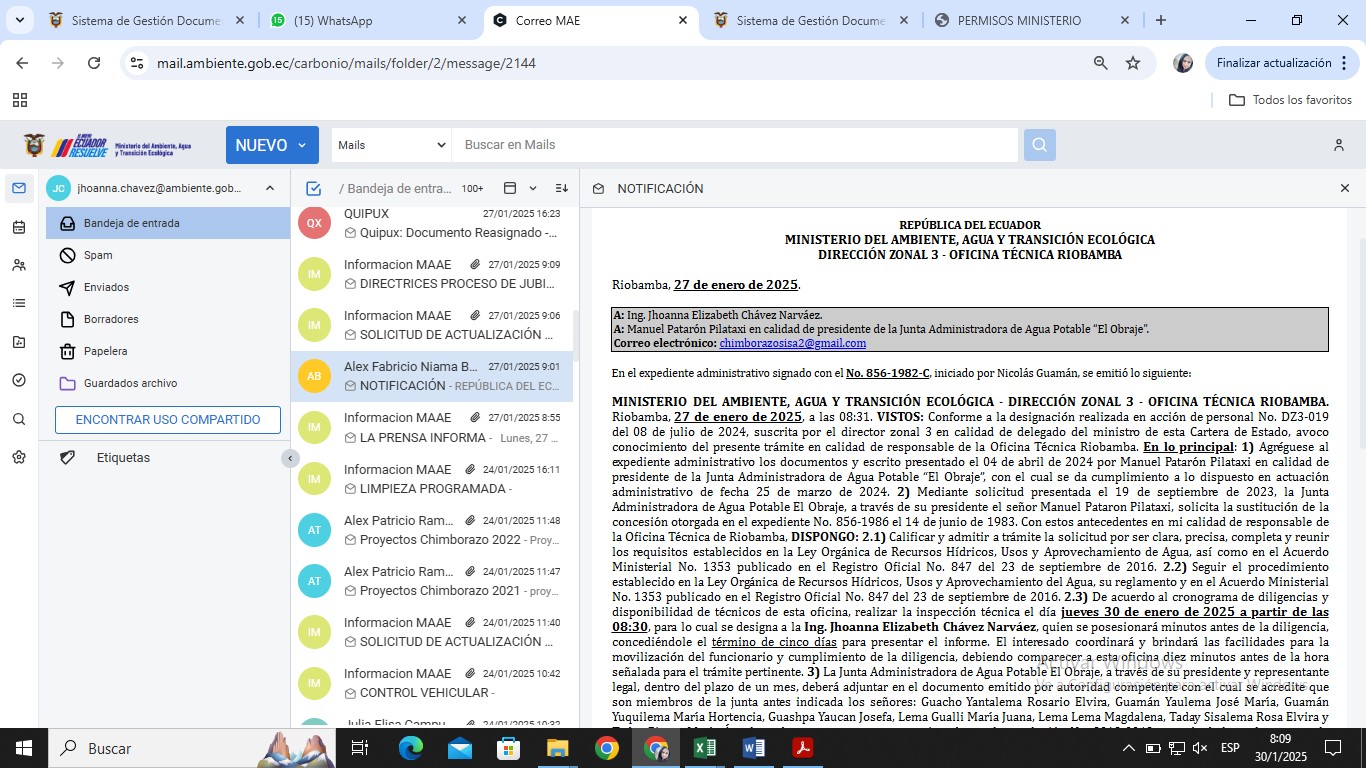 Sistema de Gestión Docume
(15) WhatsApp
Correo MAE
Sistema de Gestión Docume
PERMISOS MINISTERIO
mail.ambiente.gob.ec/carbonio/mails/folder/2/message/2144
Finalizar actualización
Todos los favoritos
EL NUEVO
ECUADOR
RESUELVE
Ministerio del Ambiente, Agua
y Transición Ecológica
NUEVO
Mails
Buscar en Mails
JC
jhoanna.chavez@ambiente.gob...
/ Bandeja de entra...
100+
NOTIFICACIÓN
Bandeja de entrada
Spam
Enviados
Borradores
Papelera
Guardados archivo
ENCONTRAR USO COMPARTIDO
Etiquetas
QX
QUIPUX
27/01/2025 16:23
Quipux: Documento Reasignado -...
IM
Informacion MAAE
27/01/2025 9:09
DIRECTRICES PROCESO DE JUBI...
IM
Informacion MAAE
27/01/2025 9:06
SOLICITUD DE ACTUALIZACIÓN ...
AB
Alex Fabricio Niama B...
27/01/2025 9:01
NOTIFICACIÓN - REPÚBLICA DEL EC...
IM
Informacion MAAE
27/01/2025 8:55
LA PRENSA INFORMA - Lunes, 27 ...
IM
Informacion MAAE
24/01/2025 16:11
LIMPIEZA PROGRAMADA -
AT
Alex Patricio Ram...
24/01/2025 11:48
Proyectos Chimborazo 2022 - Proy...
AT
Alex Patricio Ram...
24/01/2025 11:47
Proyectos Chimborazo 2021 - proy...
IM
Informacion MAAE
24/01/2025 11:40
SOLICITUD DE ACTUALIZACIÓN ...
IM
Informacion MAAE
24/01/2025 10:42
CONTROL VEHICULAR -
Julia Elisa Campu...
24/01/2025 10:32
REPÚBLICA DEL ECUADOR
MINISTERIO DEL AMBIENTE, AGUA Y TRANSICIÓN ECOLÓGICA
DIRECCIÓN ZONAL 3 - OFICINA TÉCNICA RIOBAMBA
Riobamba, 27 de enero de 2025.
A: Ing. Jhoanna Elizabeth Chávez Narváez.
A: Manuel Patarón Pilataxi en calidad de presidente de la Junta Administradora de Agua Potable “El Obraje”.
Correo electrónico: chimborazosisa2@gmail.com
En el expediente administrativo signado con el No. 856-1982-C, iniciado por Nicolás Guamán, se emitió lo siguiente:
MINISTERIO DEL AMBIENTE, AGUA Y TRANSICIÓN ECOLÓGICA - DIRECCIÓN ZONAL 3 - OFICINA TÉCNICA RIOBAMBA.
Riobamba, 27 de enero de 2025, a las 08:31. VISTOS: Conforme a la designación realizada en acción de personal No. DZ3-019
del 08 de julio de 2024, suscrita por el director zonal 3 en calidad de delegado del ministro de esta Cartera de Estado, avoco
conocimiento del presente trámite en calidad de responsable de la Oficina Técnica Riobamba. En lo principal: 1) Agréguese al
expediente administrativo los documentos y escrito presentado el 04 de abril de 2024 por Manuel Patarón Pilataxi en calidad de
presidente de la Junta Administradora de Agua Potable “El Obraje”, con el cual se da cumplimiento a lo dispuesto en actuación
administrativo de fecha 25 de marzo de 2024. 2) Mediante solicitud presentada el 19 de septiembre de 2023, la Junta
Administradora de Agua Potable El Obraje, a través de su presidente el señor Manuel Pataron Pilataxi, solicita la sustitución de la
concesión otorgada en el expediente No. 856-1986 el 14 de junio de 1983. Con estos antecedentes en mi calidad de responsable de
la Oficina Técnica de Riobamba, DISPONGO: 2.1) Calificar y admitir a trámite la solicitud por ser clara, precisa, completa y reunir
los requisitos establecidos en la Ley Orgánica de Recursos Hídricos, Usos y Aprovechamiento de Agua, así como en el Acuerdo
Ministerial No. 1353 publicado en el Registro Oficial No. 847 del 23 de septiembre de 2016. 2.2) Seguir el procedimiento
establecido en la Ley Orgánica de Recursos Hídricos, Usos y Aprovechamiento del Agua, su reglamento y en el Acuerdo Ministerial
No. 1353 publicado en el Registro Oficial No. 847 del 23 de septiembre de 2016. 2.3) De acuerdo al cronograma de diligencias y
disponibilidad de técnicos de esta oficina, realizar la inspección técnica el día jueves 30 de enero de 2025 a partir de las
08:30, para lo cual se designa a la Ing. Jhoanna Elizabeth Chávez Narváez, quien se posesionará minutos antes de la diligencia,
concediéndole el término de cinco días para presentar el informe. El interesado coordinará y brindará las facilidades para la
movilización del funcionario y cumplimiento de la diligencia, debiendo comparecer a esta oficina diez minutos antes de la hora
señalada para el trámite pertinente. 3) La Junta Administradora de Agua Potable El Obraje, a través de su presidente y representante
legal, dentro del plazo de un mes, deberá adjuntar en el documento emitido por autoridad competente con el cual se acredite que
son miembros de la junta antes indicada los señores: Guacho Yantalema Rosario Elvira, Guamán Yaulema José María, Guamán
Yuquilema María Hortencia, Guashpa Yaucan Josefa, Lema Gualli María Juana, Lema Lema Magdalena, Taday Sisalema Rosa Elvira y
Activar Windows
Ve a Configuración para activar Windows.
Buscar
ESP
8:09
30/1/2025